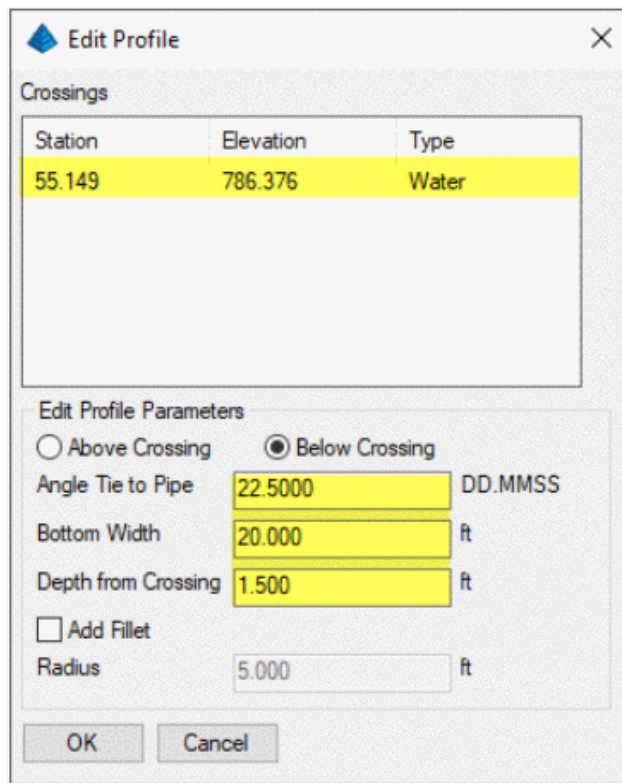 Edit Profile
Crossings
Station Elevation Type
55.149 786.376 Water
Edit Profile Parameters
Above Crossing Below Crossing
Angle Tie to Pipe 22.5000 DD.MMSS
Bottom Width 20.000 ft
Depth from Crossing 1.500 ft
Add Fillet
Radius 5.000 ft
OK Cancel